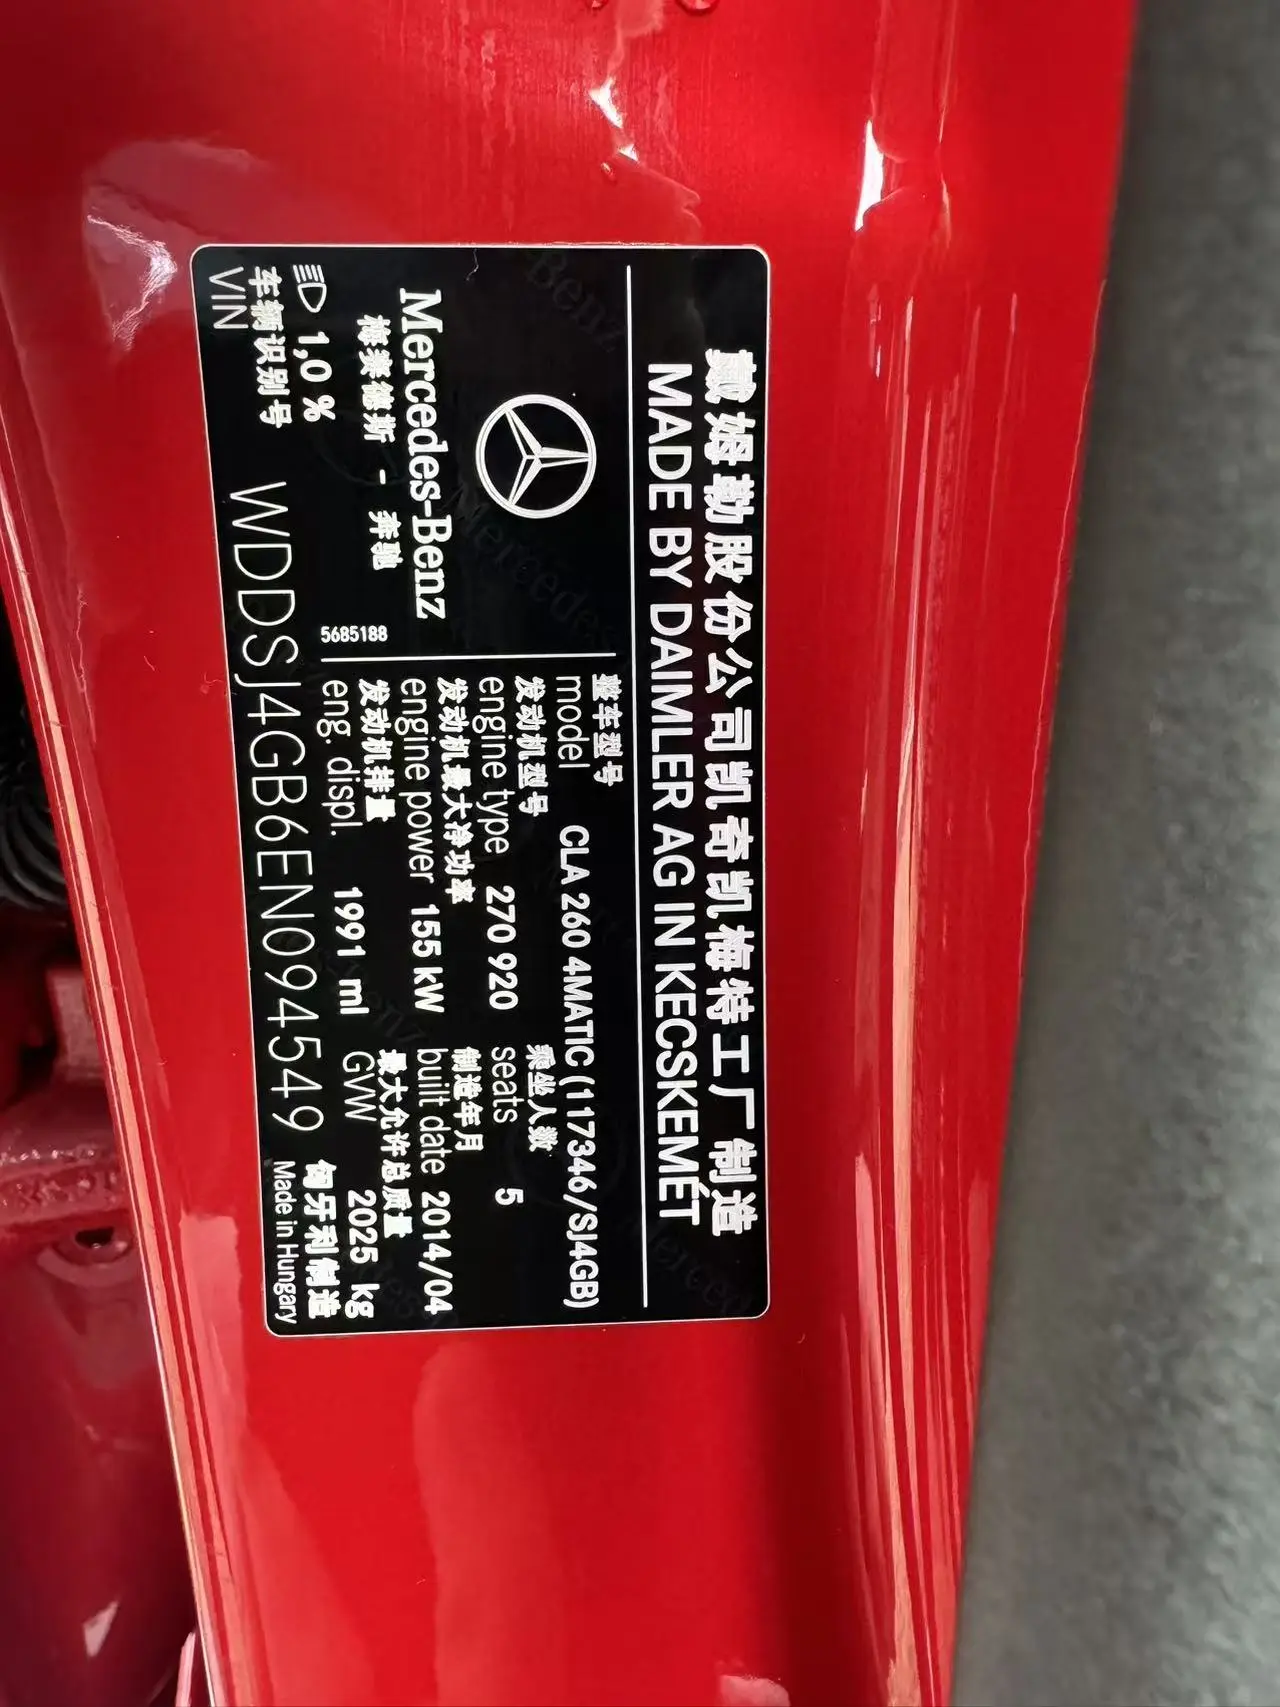 戴姆勒股份公司凯奇凯梅特工厂制造
MADE BY DAIMLER AG IN KECSKEMÉT
Mercedes-Benz
梅赛德斯 - 奔驰
1,0 %
5685188
整车型号
model CLA 260 4MATIC (117346/SJ4GB)
发动机型号 乘坐人数
engine type 270 920 seats 5
发动机最大净功率 制造年月
engine power 155 kW built date 2014/04
发动机排量 最大允许总质量
eng. displ. 1991 ml GVW 2025 kg
车辆识别号
VIN WDDSJ4GB6EN094549
匈牙利制造
Made in Hungary